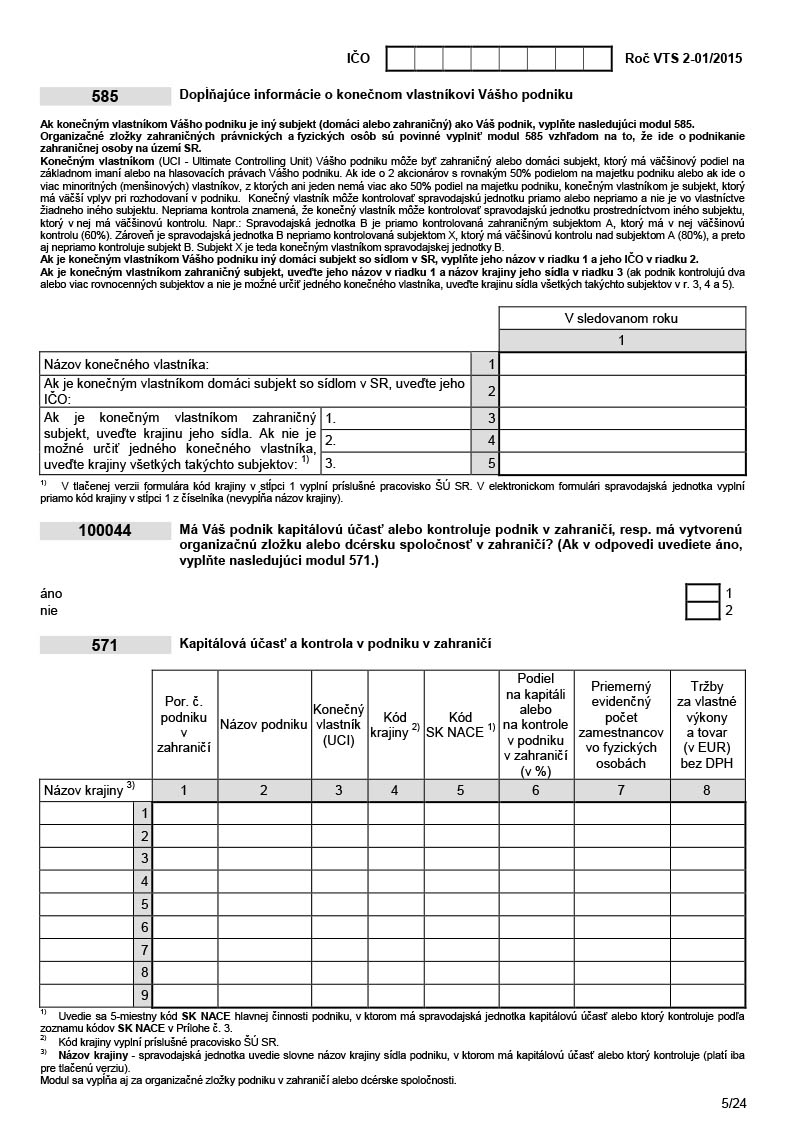 IČO
Roč VTS 2-01/2015
585 Dopĺňajúce informácie o konečnom vlastníkovi Vášho podniku
Ak konečným vlastníkom Vášho podniku je iný subjekt (domáci alebo zahraničný) ako Váš podnik, vyplňte nasledujúci modul 585.
Organizačné zložky zahraničných právnických a fyzických osôb sú povinné vyplniť modul 585 vzhľadom na to, že ide o podnikanie
zahraničnej osoby na území SR.
Konečným vlastníkom (UCI - Ultimate Controlling Unit) Vášho podniku môže byť zahraničný alebo domáci subjekt, ktorý má väčšinový podiel na
základnom imaní alebo na hlasovacích právach Vášho podniku. Ak ide o 2 akcionárov s rovnakým 50% podielom na majetku podniku alebo ak ide o
viac minoritných (menšinových) vlastníkov, z ktorých ani jeden nemá viac ako 50% podiel na majetku podniku, konečným vlastníkom je subjekt, ktorý
má väčší vplyv pri rozhodovaní v podniku. Konečný vlastník môže kontrolovať spravodajskú jednotku priamo alebo nepriamo a nie je vo vlastníctve
žiadneho iného subjektu. Nepriama kontrola znamená, že konečný vlastník môže kontrolovať spravodajskú jednotku prostredníctvom iného subjektu,
ktorý v nej má väčšinovú kontrolu. Napr.: Spravodajská jednotka B je priamo kontrolovaná zahraničným subjektom A, ktorý má v nej väčšinovú
kontrolu (60%). Zároveň je spravodajská jednotka B nepriamo kontrolovaná subjektom X, ktorý má väčšinovú kontrolu nad subjektom A (80%), a preto
aj nepriamo kontroluje subjekt B. Subjekt X je teda konečným vlastníkom spravodajskej jednotky B.
Ak je konečným vlastníkom Vášho podniku iný domáci subjekt so sídlom v SR, vyplňte jeho názov v riadku 1 a jeho IČO v riadku 2.
Ak je konečným vlastníkom zahraničný subjekt, uveďte jeho názov v riadku 1 a názov krajiny jeho sídla v riadku 3 (ak podnik kontrolujú dva
alebo viac rovnocenných subjektov a nie je možné určiť jedného konečného vlastníka, uveďte krajinu sídla všetkých takýchto subjektov v r. 3, 4 a 5).
V sledovanom roku
1
Názov konečného vlastníka: 1
Ak je konečným vlastníkom domáci subjekt so sídlom v SR, uveďte jeho
IČO: 2
Ak je konečným vlastníkom zahraničný
subjekt, uveďte krajinu jeho sídla. Ak nie je
možné určiť jedného konečného vlastníka,
uveďte krajiny všetkých takýchto subjektov: 1)
1. 3
2. 4
3. 5
1) V tlačenej verzii formulára kód krajiny v stĺpci 1 vyplní príslušné pracovisko ŠÚ SR. V elektronickom formulári spravodajská jednotka vyplní
priamo kód krajiny v stĺpci 1 z číselníka (nevypĺňa názov krajiny).
100044 Má Váš podnik kapitálovú účasť alebo kontroluje podnik v zahraničí, resp. má vytvorenú
organizačnú zložku alebo dcérsku spoločnosť v zahraničí? (Ak v odpovedi uvediete áno,
vyplňte nasledujúci modul 571.)
áno 1
nie 2
571 Kapitálová účasť a kontrola v podniku v zahraničí
Por. č.
podniku
v
zahraničí
Názov podniku
Konečný
vlastník
(UCI)
Kód
krajiny 2)
Kód
SK NACE 1)
Podiel
na kapitáli
alebo
na kontrole
v podniku
v zahraničí
(v %)
Priemerný
evidenčný
počet
zamestnancov
vo fyzických
osobách
Tržby
za vlastné
výkony
a tovar
(v EUR)
bez DPH
Názov krajiny 3) 1 2 3 4 5 6 7 8
1
2
3
4
5
6
7
8
9
1) Uvedie sa 5-miestny kód SK NACE hlavnej činnosti podniku, v ktorom má spravodajská jednotka kapitálovú účasť alebo ktorý kontroluje podľa
zoznamu kódov SK NACE v Prílohe č. 3.
2) Kód krajiny vyplní príslušné pracovisko ŠÚ SR.
3) Názov krajiny - spravodajská jednotka uvedie slovne názov krajiny sídla podniku, v ktorom má kapitálovú účasť alebo ktorý kontroluje (platí iba
pre tlačenú verziu).
Modul sa vypĺňa aj za organizačné zložky podniku v zahraničí alebo dcérske spoločnosti.
5/24